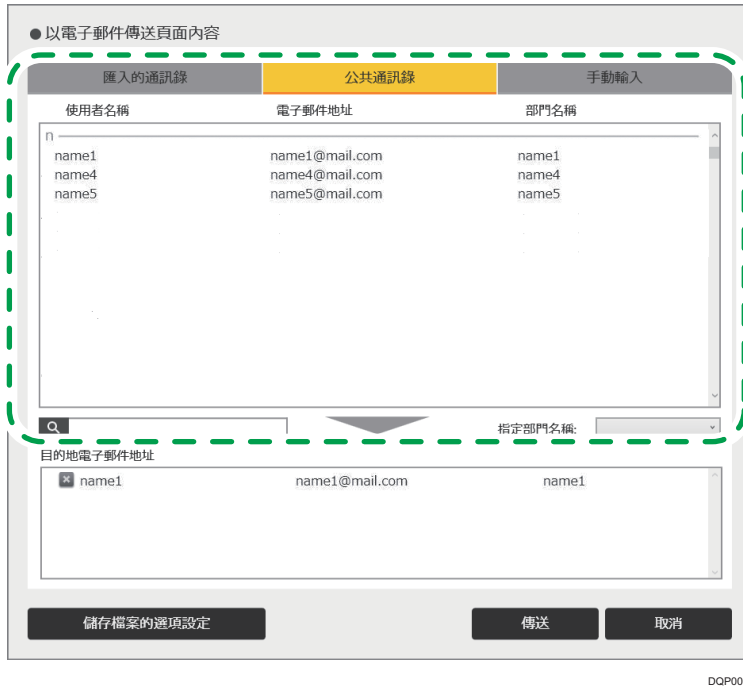 ●以電子郵件傳送頁面內容
匯入的通訊錄 公共通訊錄 手動輸入
使用者名稱 電子郵件地址 部門名稱
n
name1 name1@mail.com name1
name4 name4@mail.com name4
name5 name5@mail.com name5
指定部門名稱:
目的地電子郵件地址
name1 name1@mail.com name1
儲存檔案的選項設定 傳送 取消
DQP00